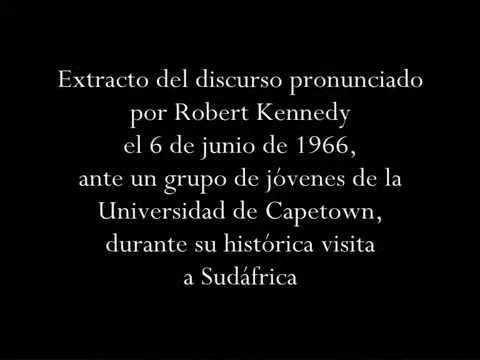 Extracto del discurso pronunciado
por Robert Kennedy
el 6 de junio de 1966,
ante un grupo de jóvenes de la
Universidad de Capetown,
durante su histórica visita
a Sudáfrica